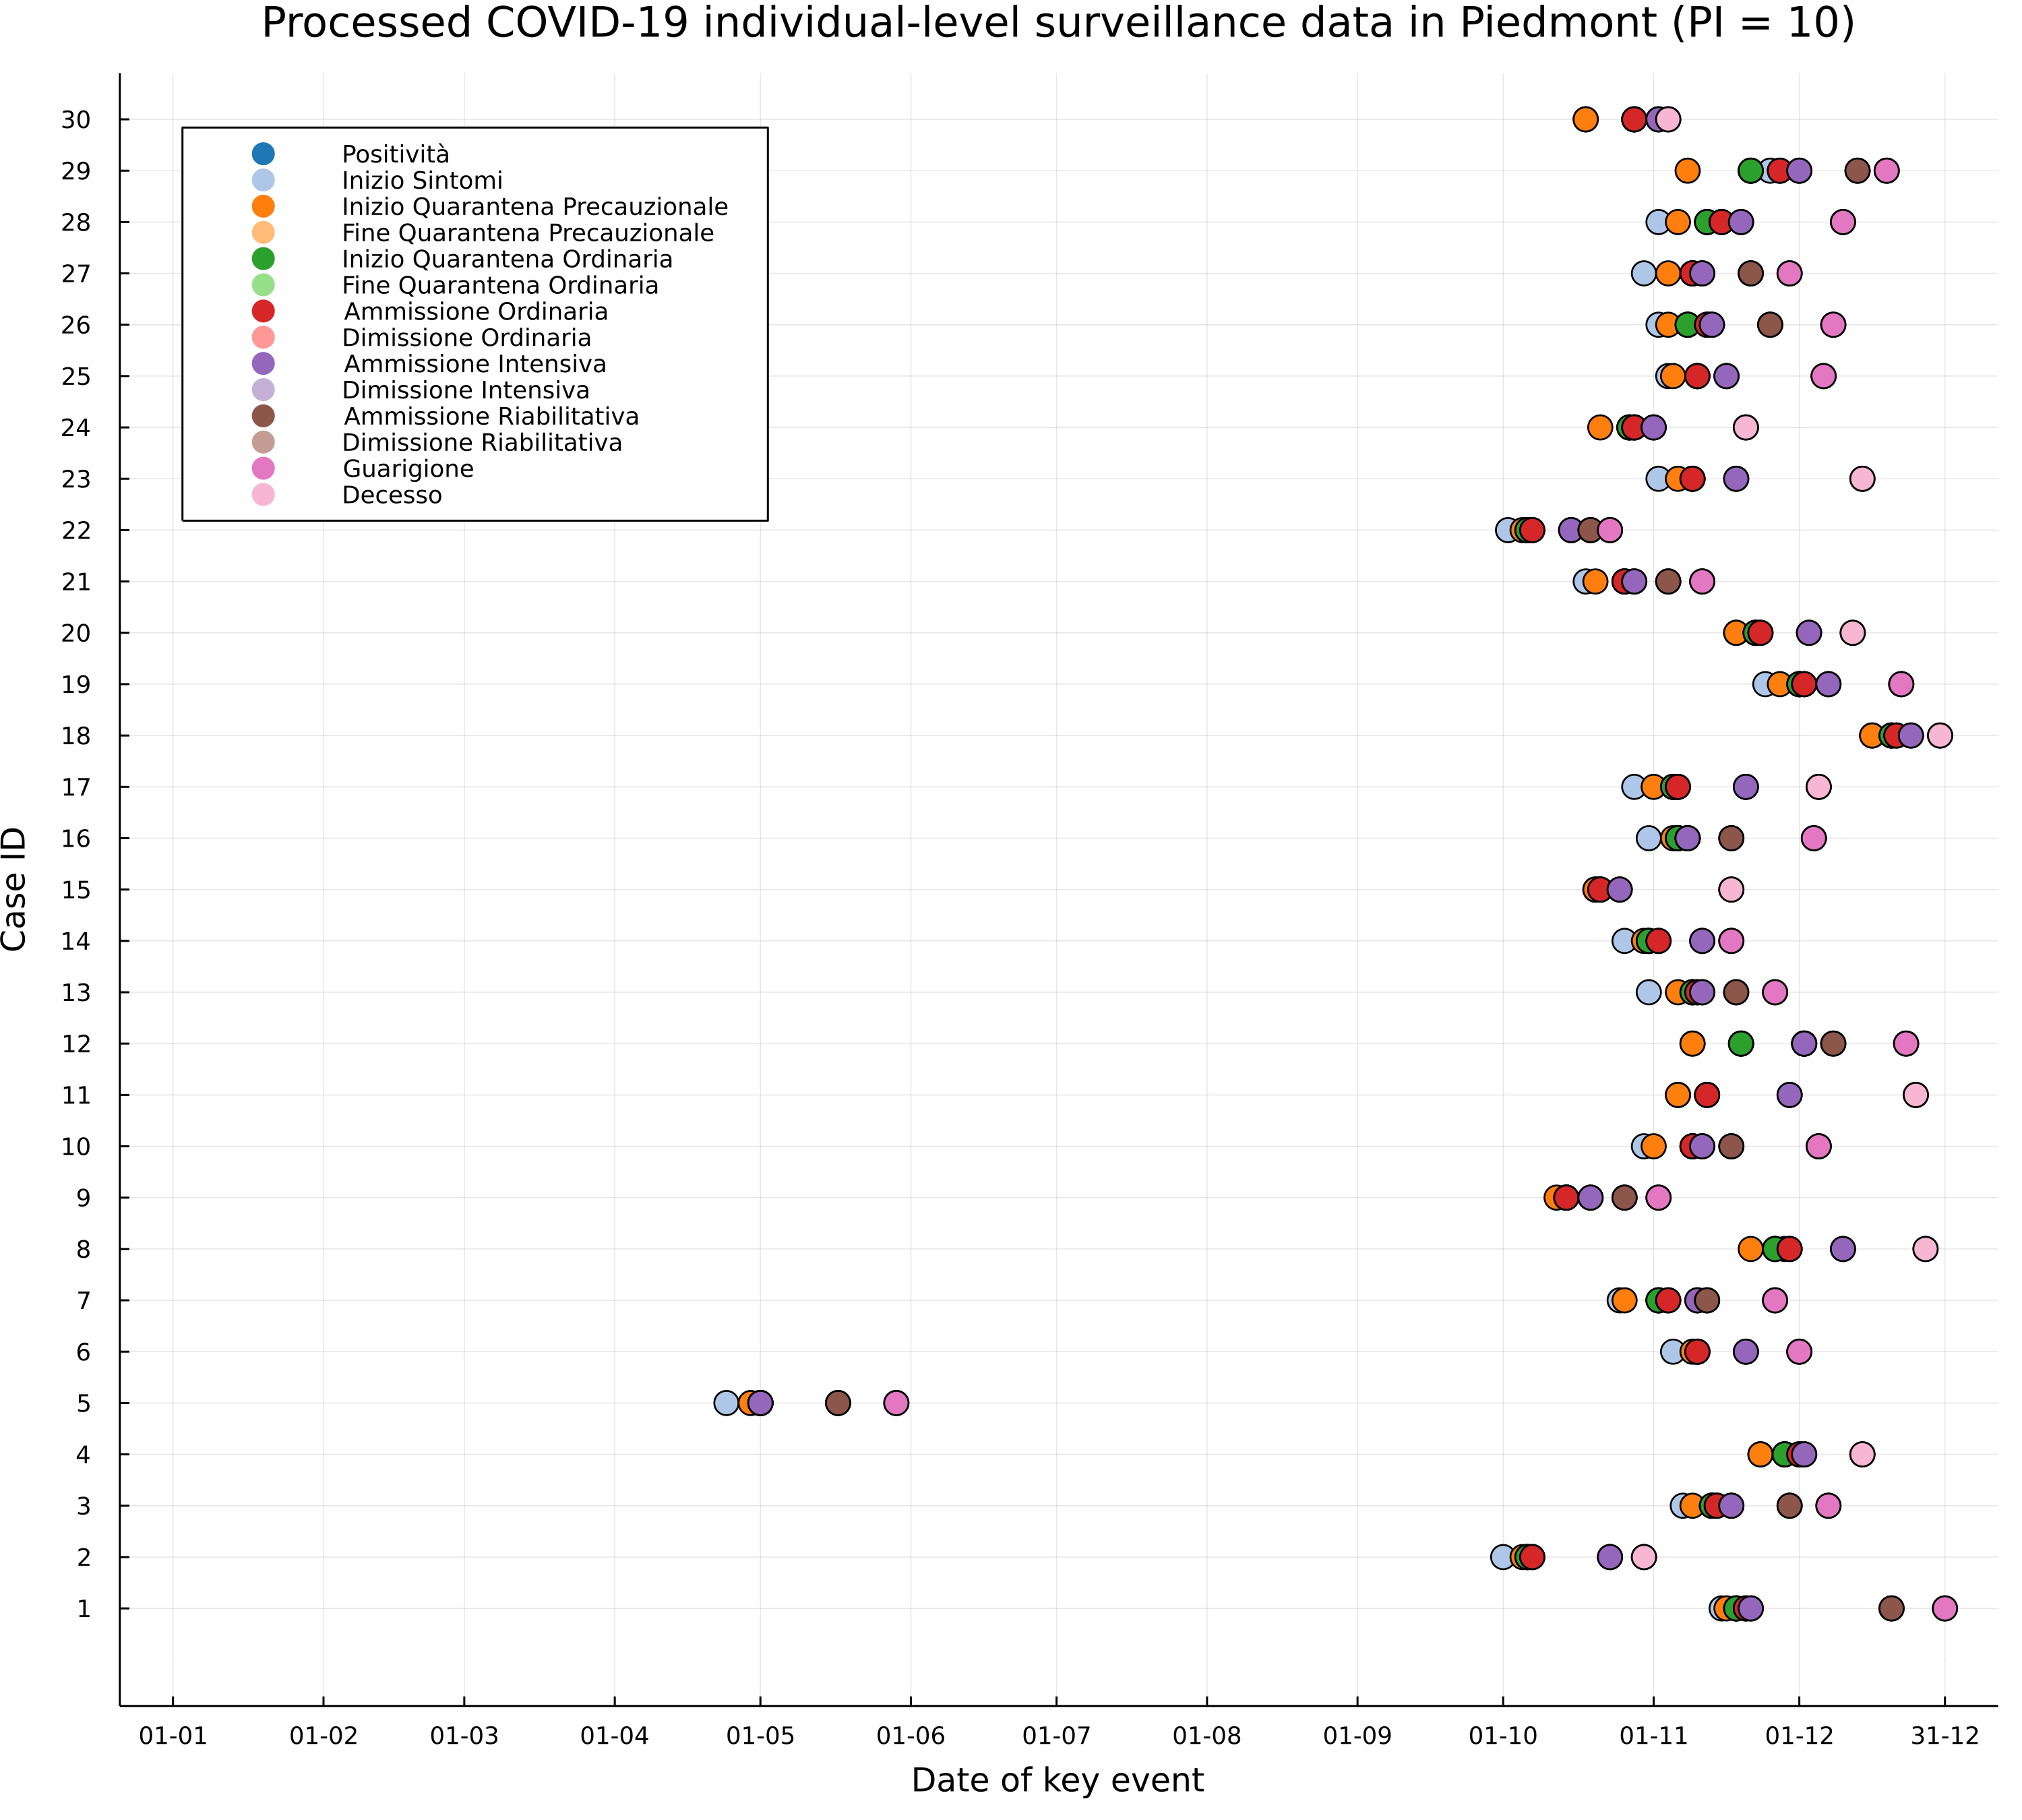 Processed COVID-19 individual-level surveillance data in Piedmont (PI = 10)
30
29
28
27
26
25
24
23
22
21
20
19
18
17
16
15
14
13
12
11
10
9
8
7
6
5
4
3
2
1
Positività
Inizio Sintomi
Inizio Quarantena Precauzionale
Fine Quarantena Precauzionale
Inizio Quarantena Ordinaria
Fine Quarantena Ordinaria
Ammissione Ordinaria
Dimissione Ordinaria
Ammissione Intensiva
Dimissione Intensiva
Ammissione Riabilitativa
Dimissione Riabilitativa
Guarigione
Decesso
Case ID
01-01 01-02 01-03 01-04 01-05 01-06 01-07 01-08 01-09 01-10 01-11 01-12 31-12
Date of key event